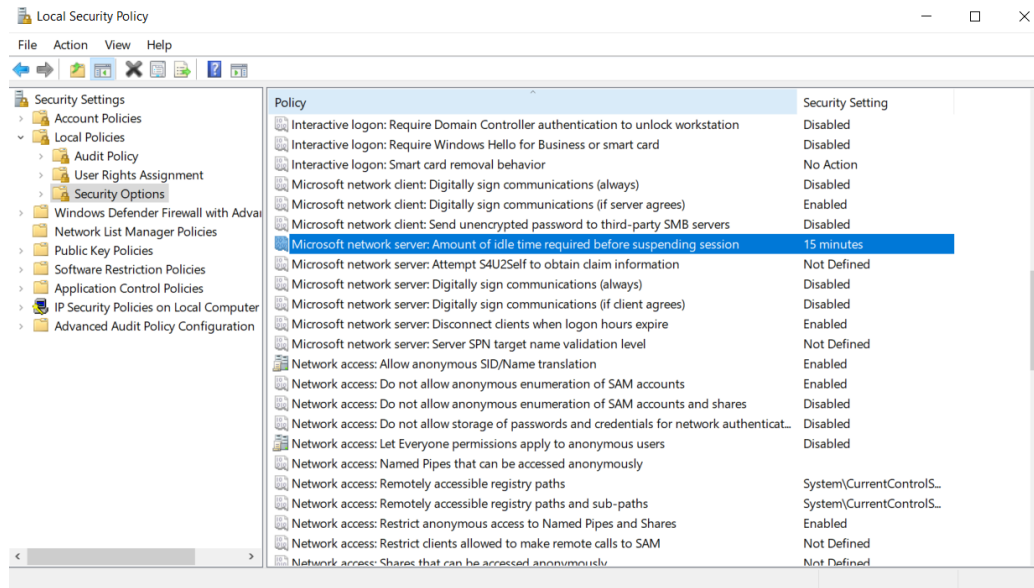 Local Security Policy
File Action View Help
Security Settings
Account Policies
Local Policies
Audit Policy
User Rights Assignment
Security Options
Windows Defender Firewall with Adva
Network List Manager Policies
Public Key Policies
Software Restriction Policies
Application Control Policies
IP Security Policies on Local Computer
Advanced Audit Policy Configuration
Policy Security Setting
Interactive logon: Require Domain Controller authentication to unlock workstation Disabled
Interactive logon: Require Windows Hello for Business or smart card Disabled
Interactive logon: Smart card removal behavior No Action
Microsoft network client: Digitally sign communications (always) Disabled
Microsoft network client: Digitally sign communications (if server agrees) Enabled
Microsoft network client: Send unencrypted password to third-party SMB servers Disabled
Microsoft network server: Amount of idle time required before suspending session 15 minutes
Microsoft network server: Attempt S4U2Self to obtain claim information Not Defined
Microsoft network server: Digitally sign communications (always) Disabled
Microsoft network server: Digitally sign communications (if client agrees) Disabled
Microsoft network server: Disconnect clients when logon hours expire Enabled
Microsoft network server: Server SPN target name validation level Not Defined
Network access: Allow anonymous SID/Name translation Enabled
Network access: Do not allow anonymous enumeration of SAM accounts Enabled
Network access: Do not allow anonymous enumeration of SAM accounts and shares Disabled
Network access: Do not allow storage of passwords and credentials for network authenticat... Disabled
Network access: Let Everyone permissions apply to anonymous users Disabled
Network access: Named Pipes that can be accessed anonymously
Network access: Remotely accessible registry paths System\CurrentControlS...
Network access: Remotely accessible registry paths and sub-paths System\CurrentControlS...
Network access: Restrict anonymous access to Named Pipes and Shares Enabled
Network access: Restrict clients allowed to make remote calls to SAM Not Defined
Network access: Shares that can be accessed anonymously Not Defined